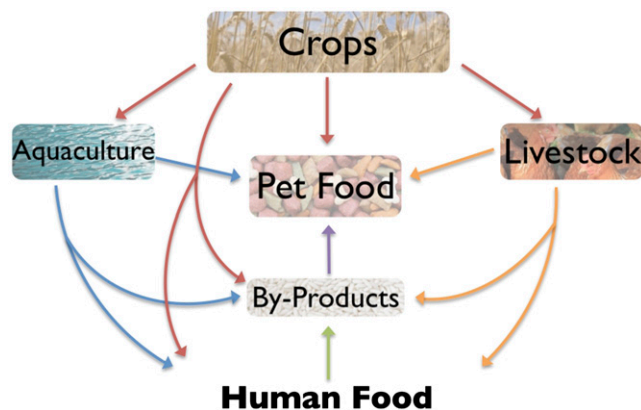 Crops
Aquaculture
Livestock
Pet Food
By-Products
Human Food